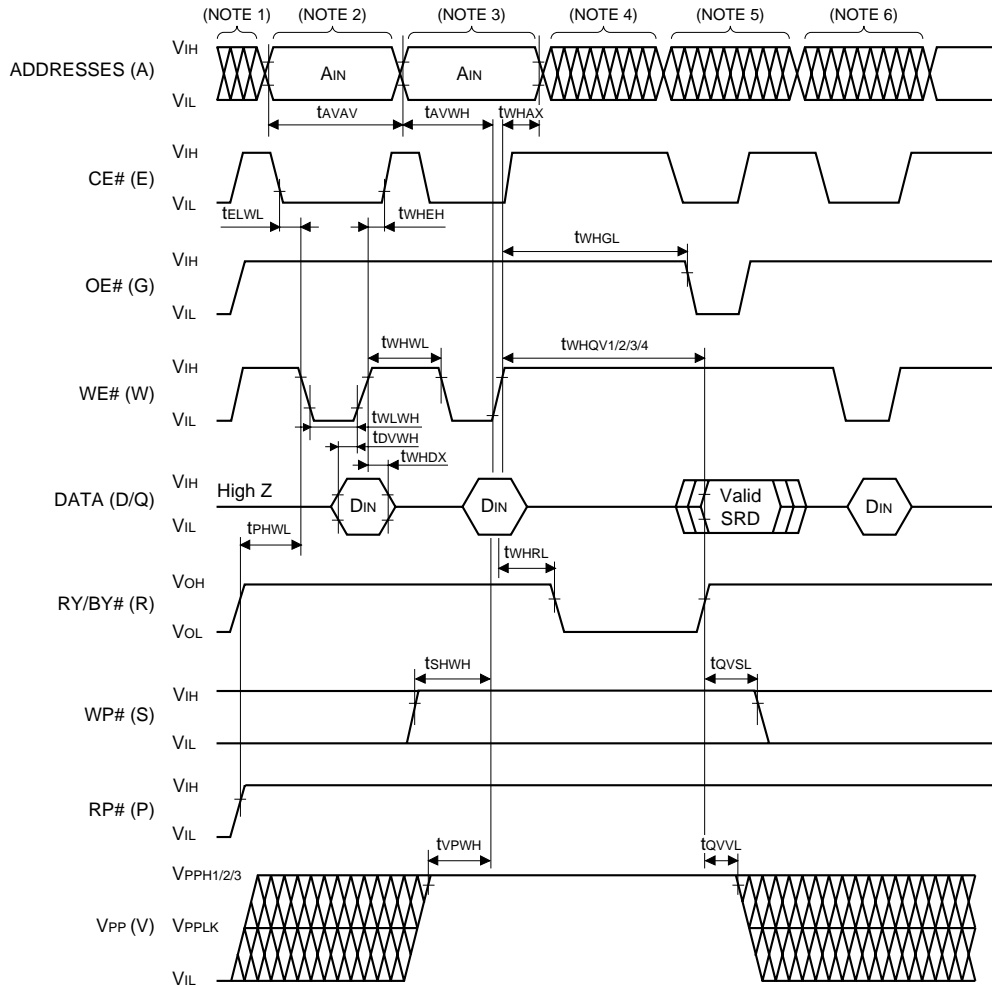 (NOTE 1) (NOTE 2) (NOTE 3) (NOTE 4) (NOTE 5) (NOTE 6)
VIH
ADDRESSES (A)
AIN AIN
VIL
tAVAV tAVWH tWHAX
VIH
CE# (E)
VIL
tELWL tWHEH
tWHGL
VIH
OE# (G)
VIL
tWHWL tWHQV1/2/3/4
VIH
WE# (W)
VIL
tWLWH
tDVWH
tWHDX
VIH
High Z
DATA (D/Q)
DIN DIN Valid SRD DIN
VIL
tPHWL
tWHRL
VOH
RY/BY# (R)
VOL
tSHWH tQVSL
VIH
WP# (S)
VIL
VIH
RP# (P)
VIL
tVPWH tQVVL
VPPH1/2/3
VPP (V) VPPLK
VIL